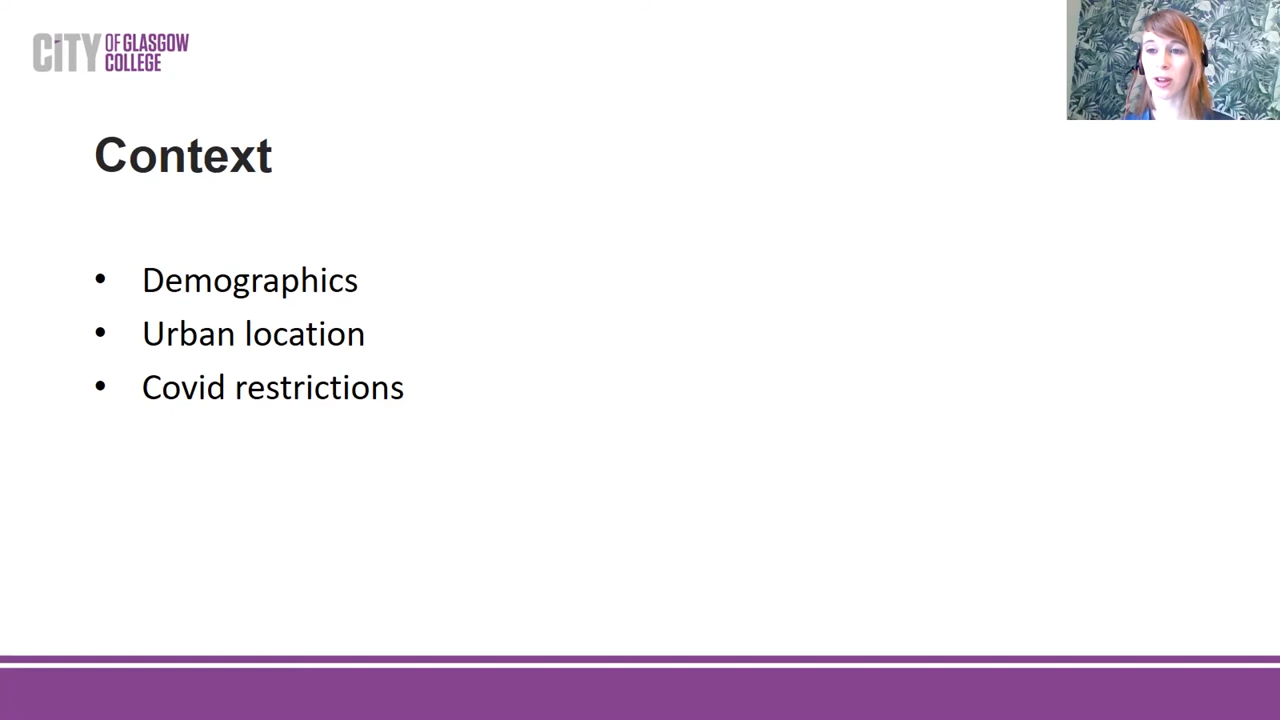 CiTY OF GLASGOW
COLLEGE
Context
• Demographics
• Urban location
• Covid restrictions